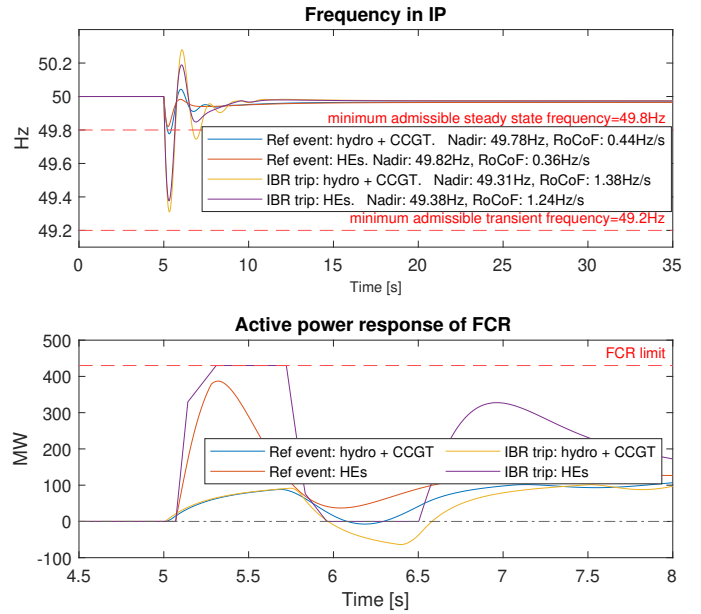 Frequency in IP
50.2
50
49.8
49.6
49.4
49.2
Hz
minimum admissible steady state frequency=49.8Hz
Ref event: hydro + CCGT. Nadir: 49.78Hz, RoCoF: 0.44Hz/s
Ref event: HEs. Nadir: 49.82Hz, RoCoF: 0.36Hz/s
IBR trip: hydro + CCGT. Nadir: 49.31Hz, RoCoF: 1.38Hz/s
IBR trip: HEs. Nadir: 49.38Hz, RoCoF: 1.24Hz/s
minimum admissible transient frequency=49.2Hz
0 5 10 15 20 25 30 35
Time [s]
Active power response of FCR
500
400
300
200
100
0
-100
MW
FCR limit
Ref event: hydro + CCGT IBR trip: hydro + CCGT
Ref event: HEs IBR trip: HEs
4.5 5 5.5 6 6.5 7 7.5 8
Time [s]